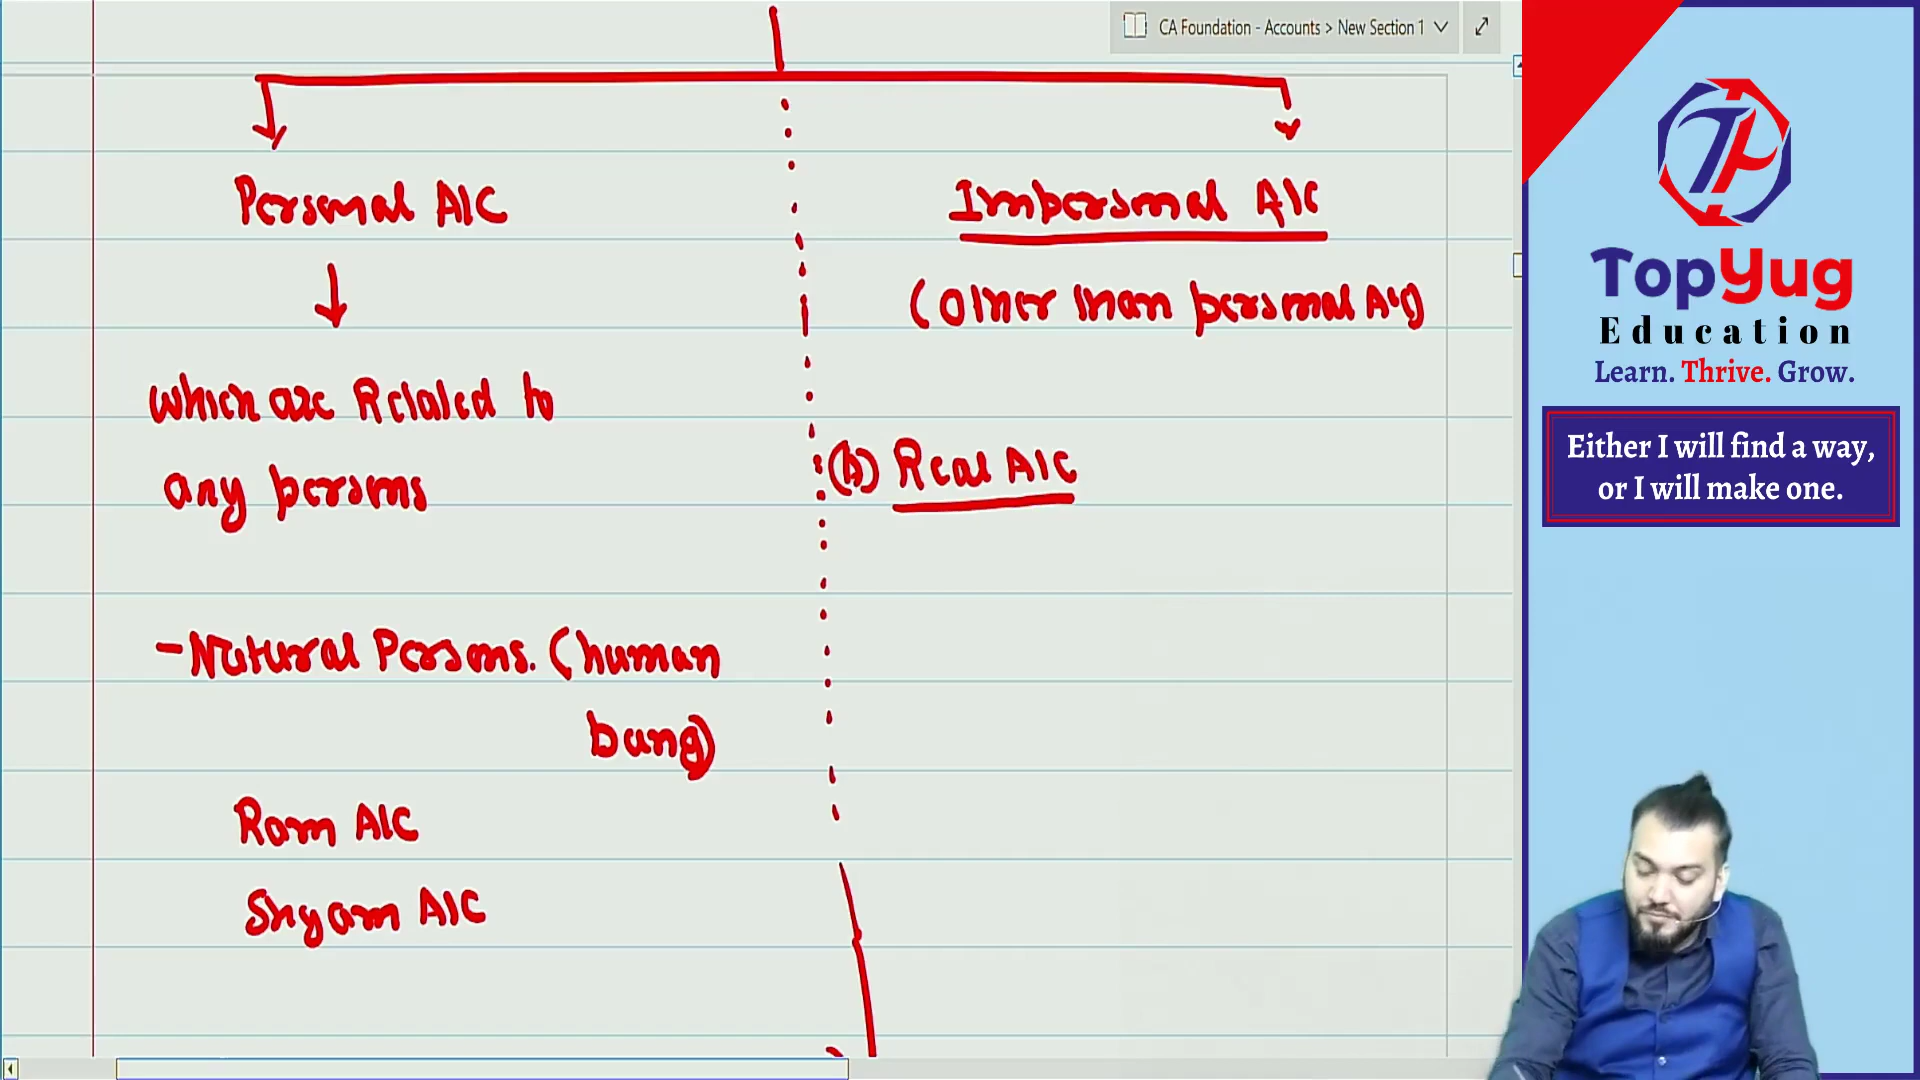 CA Foundation - Accounts > New Section 1
Personal A/C
Impersonal A/C
(other than personal A/c)
which are Related to
any persons
(A) Real A/C
- Natural Persons. (human
being)
Ram A/C
Shyam A/C
TopYug
Education
Learn. Thrive. Grow.
Either I will find a way,
or I will make one.